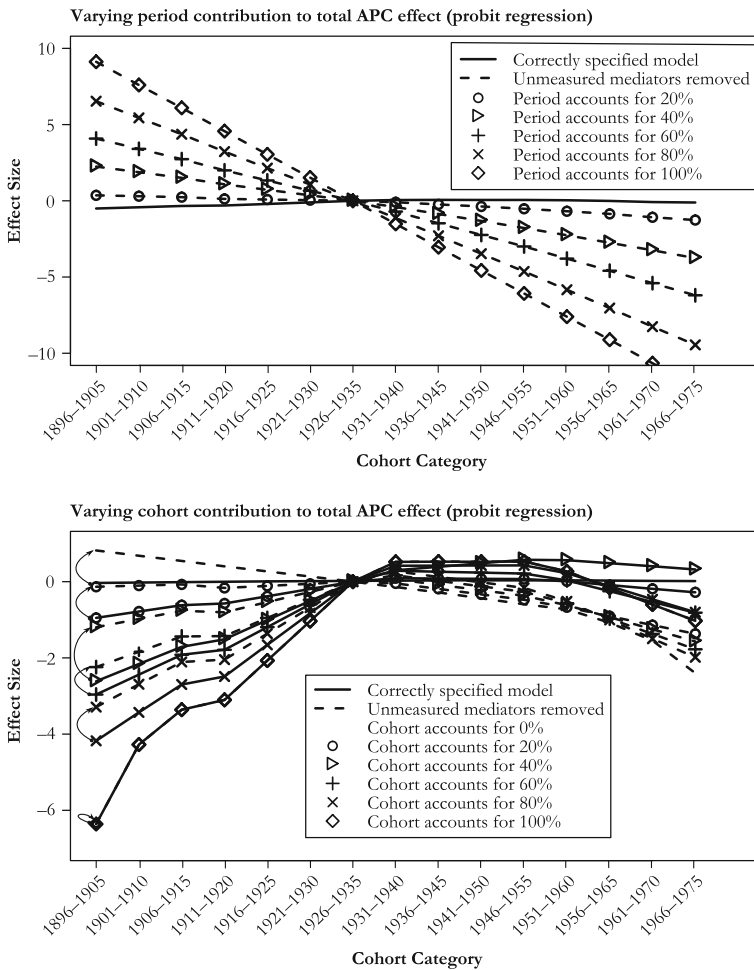 Varying period contribution to total APC effect (probit regression)
10
5
0
–5
–10
Effect Size
Correctly specified model
Unmeasured mediators removed
Period accounts for 20%
Period accounts for 40%
Period accounts for 60%
Period accounts for 80%
Period accounts for 100%
1896–1905
1901–1910
1906–1915
1911–1920
1916–1925
1921–1930
1926–1935
1931–1940
1936–1945
1941–1950
1946–1955
1951–1960
1956–1965
1961–1970
1966–1975
Cohort Category
Varying cohort contribution to total APC effect (probit regression)
0
–2
–4
–6
Effect Size
Correctly specified model
Unmeasured mediators removed
Cohort accounts for 0%
Cohort accounts for 20%
Cohort accounts for 40%
Cohort accounts for 60%
Cohort accounts for 80%
Cohort accounts for 100%
1896–1905
1901–1910
1906–1915
1911–1920
1916–1925
1921–1930
1926–1935
1931–1940
1936–1945
1941–1950
1946–1955
1951–1960
1956–1965
1961–1970
1966–1975
Cohort Category